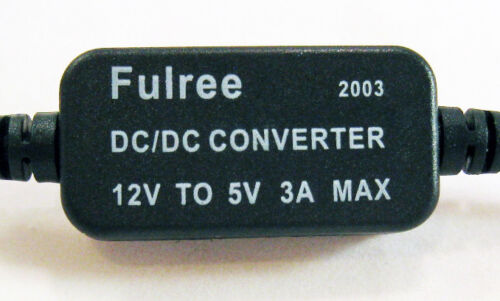 Fulree 2003
DC/DC CONVERTER
12V TO 5V 3A MAX